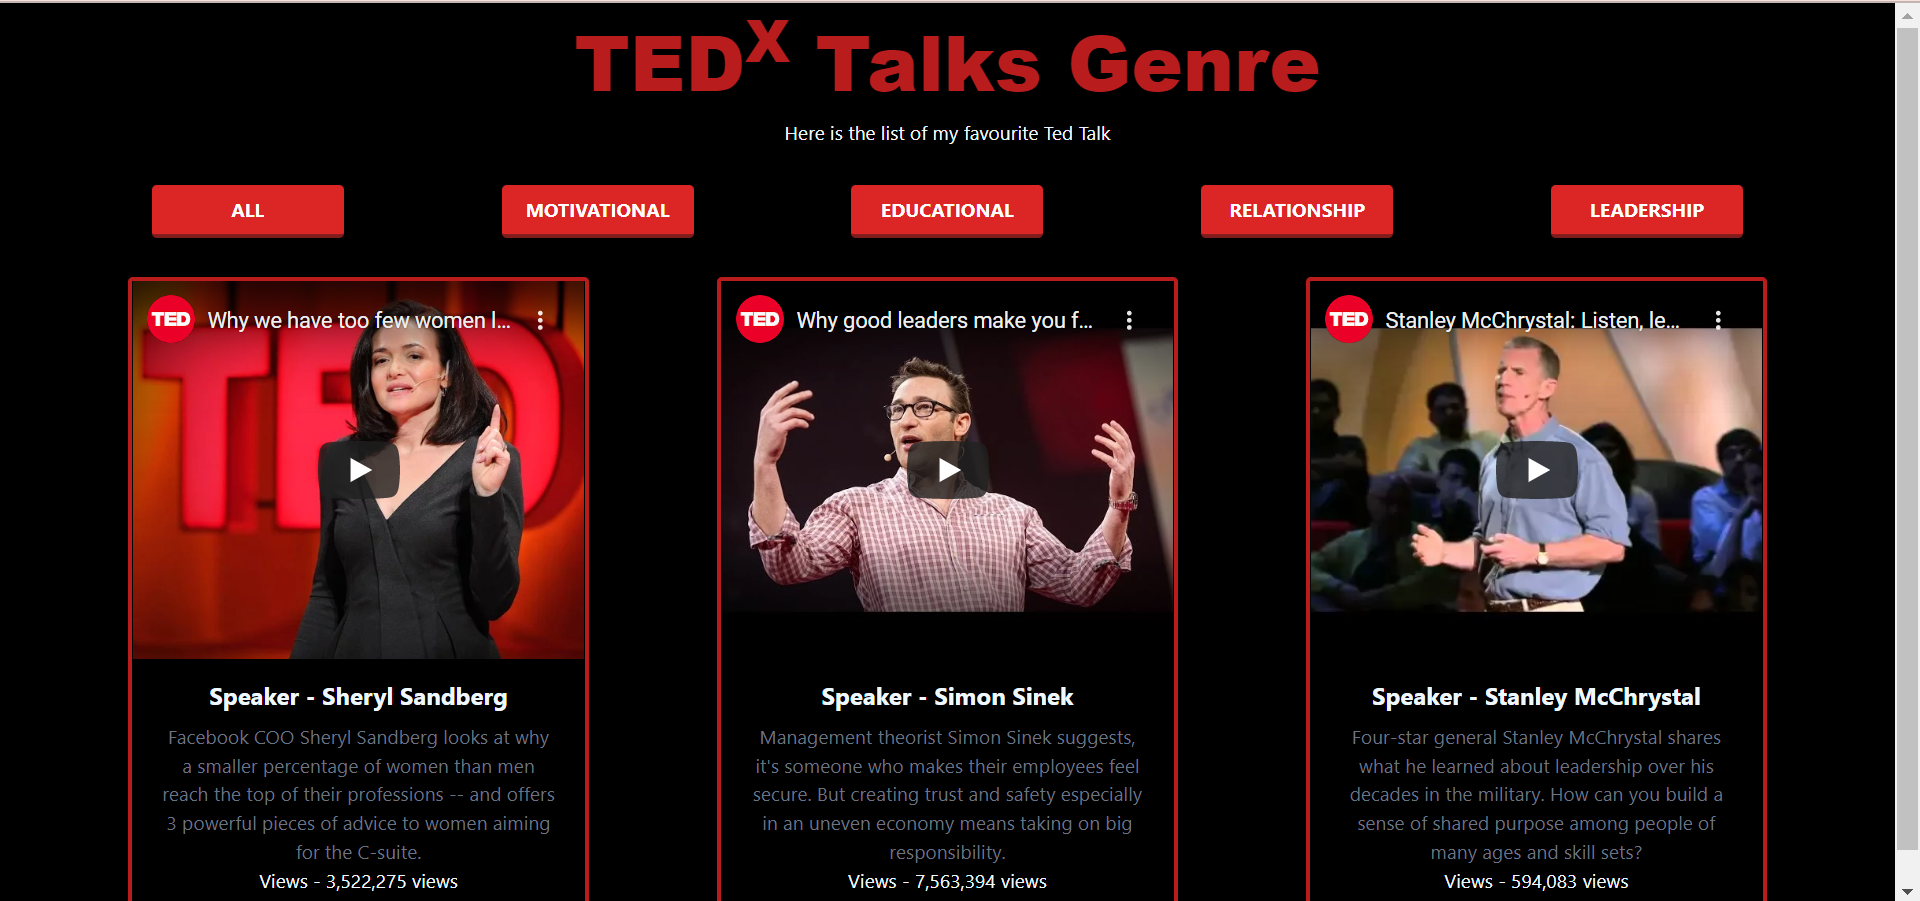 TEDX Talks Genre
Here is the list of my favourite Ted Talk
ALL
MOTIVATIONAL
EDUCATIONAL
RELATIONSHIP
LEADERSHIP
TED
Why we have too few women l...
TED
Speaker - Sheryl Sandberg
Facebook COO Sheryl Sandberg looks at why
a smaller percentage of women than men
reach the top of their professions -- and offers
3 powerful pieces of advice to women aiming
for the C-suite.
Views - 3,522,275 views
TED
Why good leaders make you f...
Speaker - Simon Sinek
Management theorist Simon Sinek suggests,
it's someone who makes their employees feel
secure. But creating trust and safety especially
in an uneven economy means taking on big
responsibility.
Views - 7,563,394 views
TED
Stanley McChrystal: Listen, le...
Speaker - Stanley McChrystal
Four-star general Stanley McChrystal shares
what he learned about leadership over his
decades in the military. How can you build a
sense of shared purpose among people of
many ages and skill sets?
Views - 594,083 views